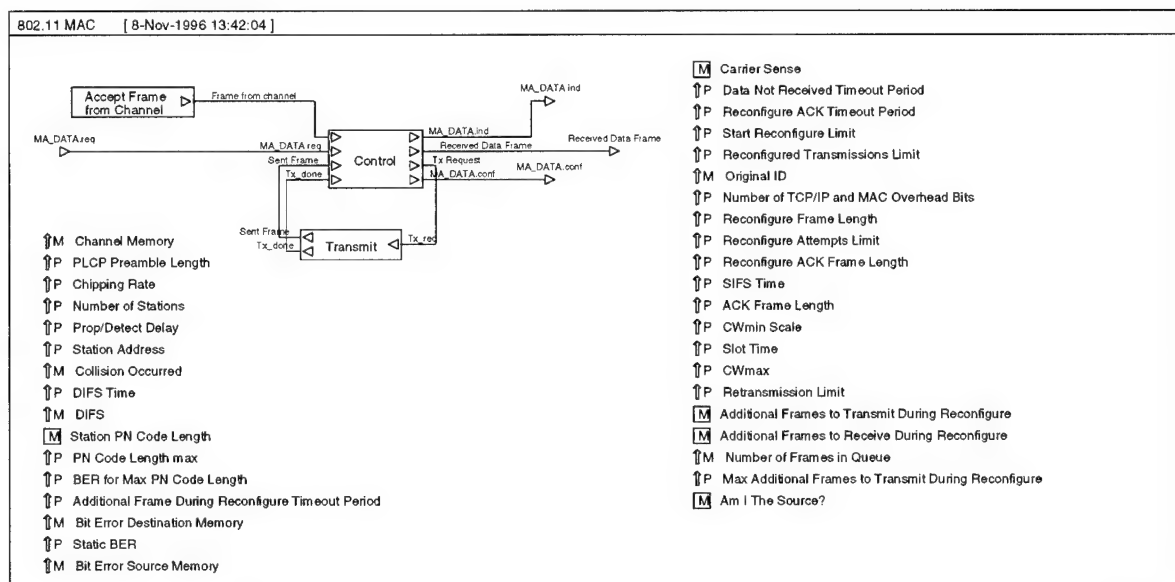 802.11 MAC [ 8-Nov-1996 13:42:04 ]
Accept Frame
from Channel
Frame from channel
MA_DATA.req
MA_DATA.req
Sent Frame
Tx_done
Control
MA_DATA.ind
Received Data Frame
Tx Request
MA_DATA.conf
MA_DATA.ind
Received Data Frame
MA_DATA.conf
Sent Frame
Tx_done
Transmit
Tx_req
⇑M Channel Memory
⇑P PLCP Preamble Length
⇑P Chipping Rate
⇑P Number of Stations
⇑P Prop/Detect Delay
⇑P Station Address
⇑M Collision Occurred
⇑P DIFS Time
⇑M DIFS
M Station PN Code Length
⇑P PN Code Length max
⇑P BER for Max PN Code Length
⇑P Additional Frame During Reconfigure Timeout Period
⇑M Bit Error Destination Memory
⇑P Static BER
⇑M Bit Error Source Memory
M Carrier Sense
⇑P Data Not Received Timeout Period
⇑P Reconfigure ACK Timeout Period
⇑P Start Reconfigure Limit
⇑P Reconfigured Transmissions Limit
⇑M Original ID
⇑P Number of TCP/IP and MAC Overhead Bits
⇑P Reconfigure Frame Length
⇑P Reconfigure Attempts Limit
⇑P Reconfigure ACK Frame Length
⇑P SIFS Time
⇑P ACK Frame Length
⇑P CWmin Scale
⇑P Slot Time
⇑P CWmax
⇑P Retransmission Limit
M Additional Frames to Transmit During Reconfigure
M Additional Frames to Receive During Reconfigure
⇑M Number of Frames in Queue
⇑P Max Additional Frames to Transmit During Reconfigure
M Am I The Source?